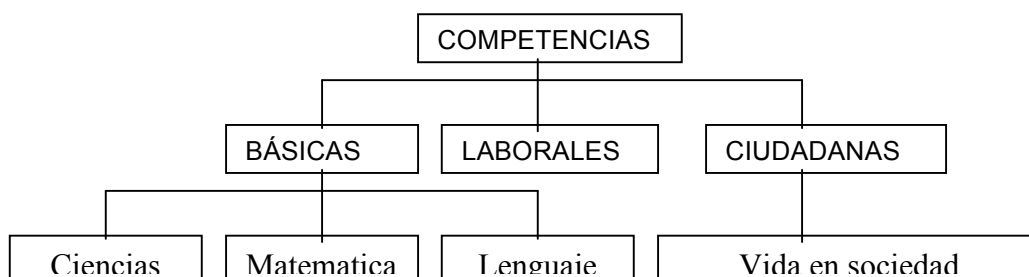 COMPETENCIAS
BÁSICAS
LABORALES
CIUDADANAS
Ciencias
Matematica
Lenguaje
Vida en sociedad